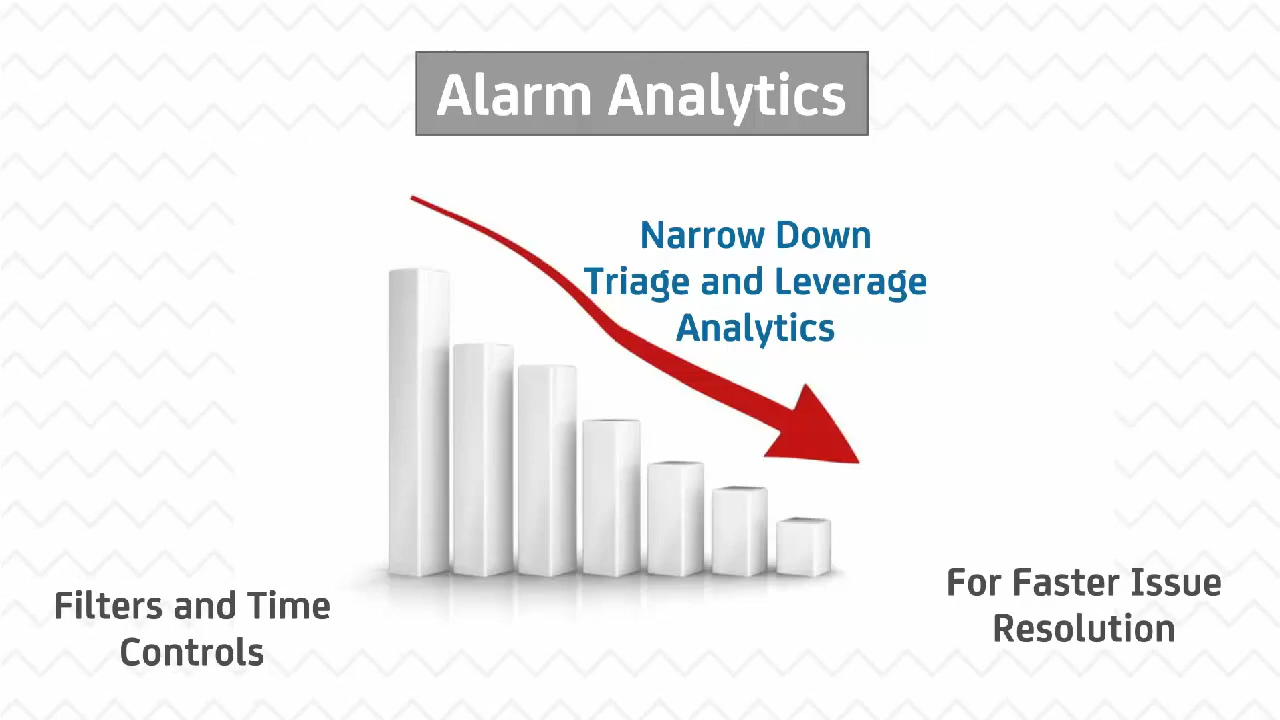 Alarm Analytics
Narrow Down
Triage and Leverage
Analytics
Filters and Time
Controls
For Faster Issue
Resolution